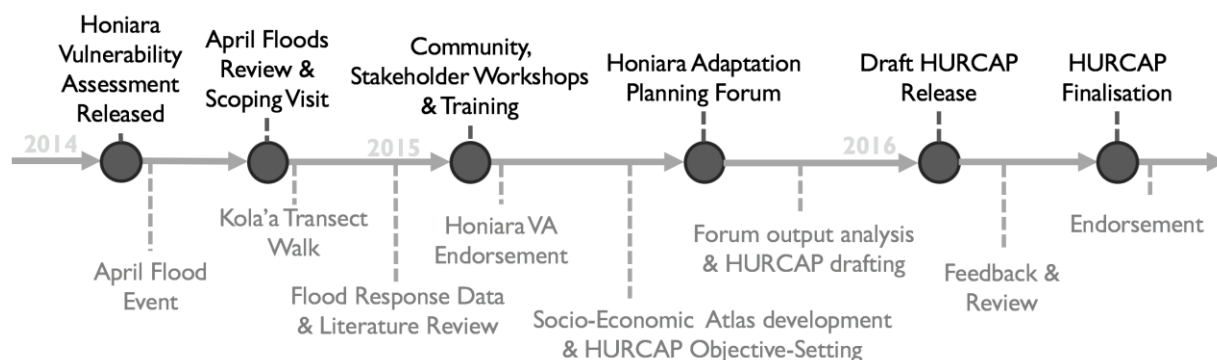 Honiara
Vulnerability
Assessment
Released
April Floods
Review &
Scoping Visit
Community,
Stakeholder Workshops
& Training
Honiara Adaptation
Planning Forum
Draft HURCAP
Release
HURCAP
Finalisation
2014
2015
2016
April Flood
Event
Kola'a Transect
Walk
Flood Response Data
& Literature Review
Honiara VA
Endorsement
Socio-Economic Atlas development
& HURCAP Objective-Setting
Forum output analysis
& HURCAP drafting
Feedback &
Review
Endorsement